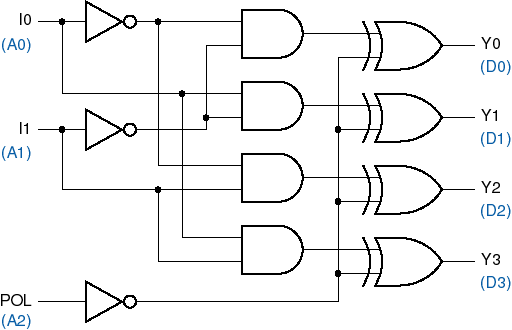 I0
(A0)
Y0
(D0)
I1
(A1)
Y1
(D1)
Y2
(D2)
Y3
(D3)
POL
(A2)